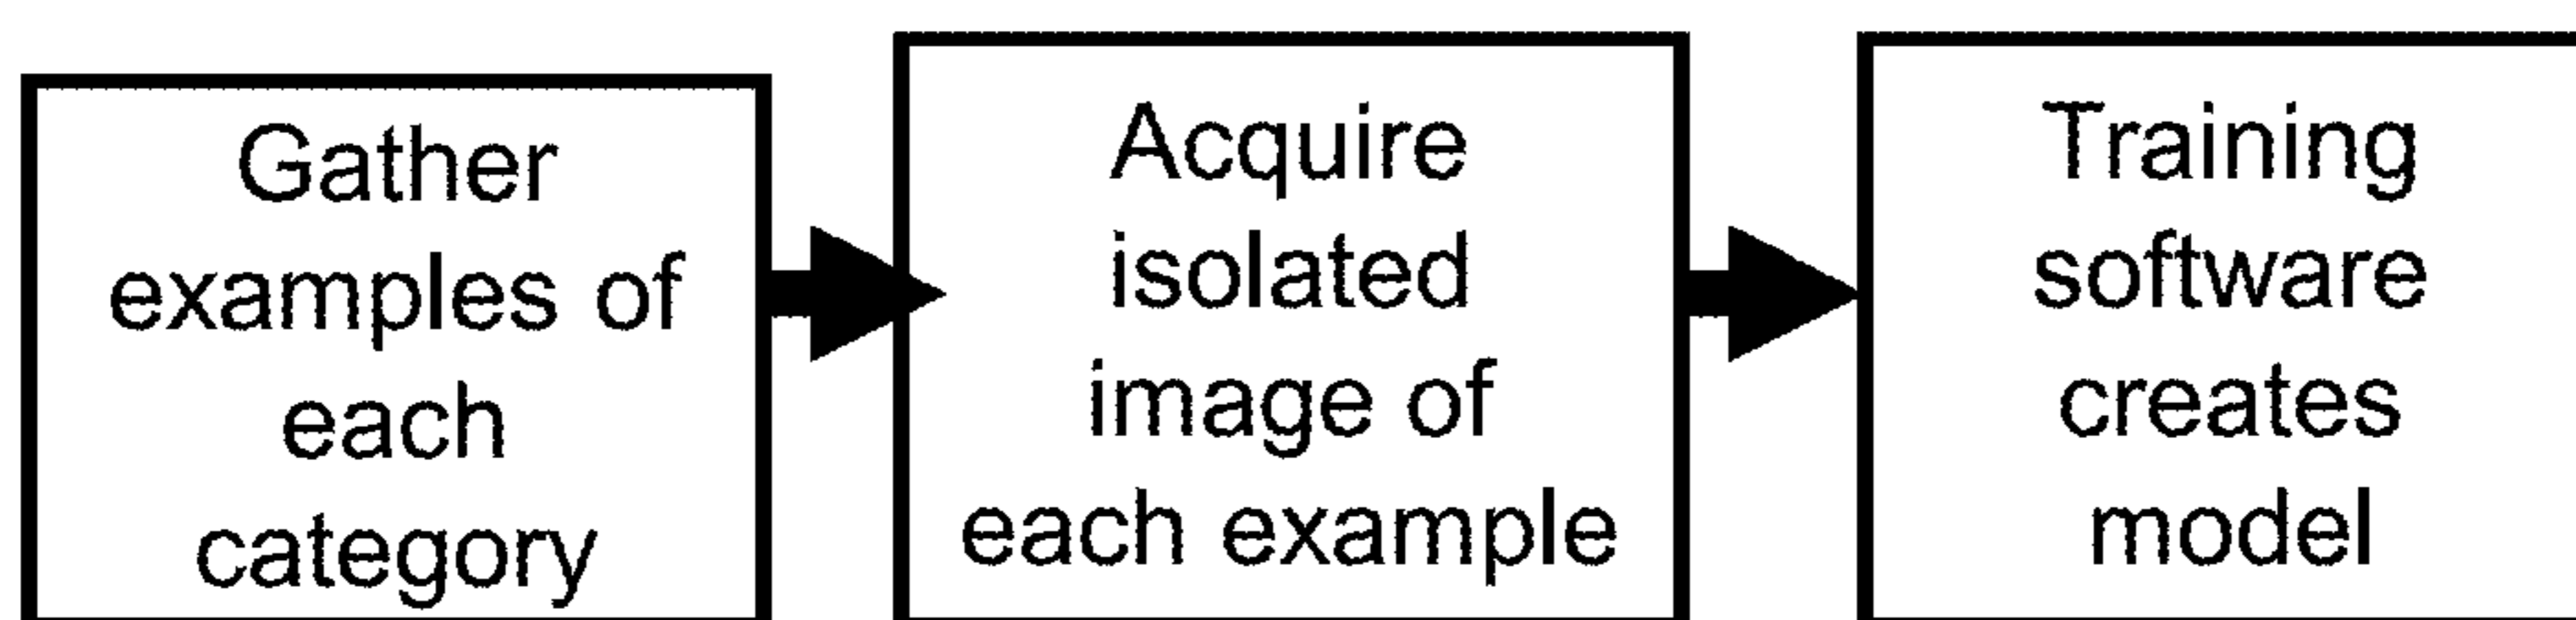 Gather
examples of
each
category
Acquire
isolated
image of
each example
Training
software
creates
model